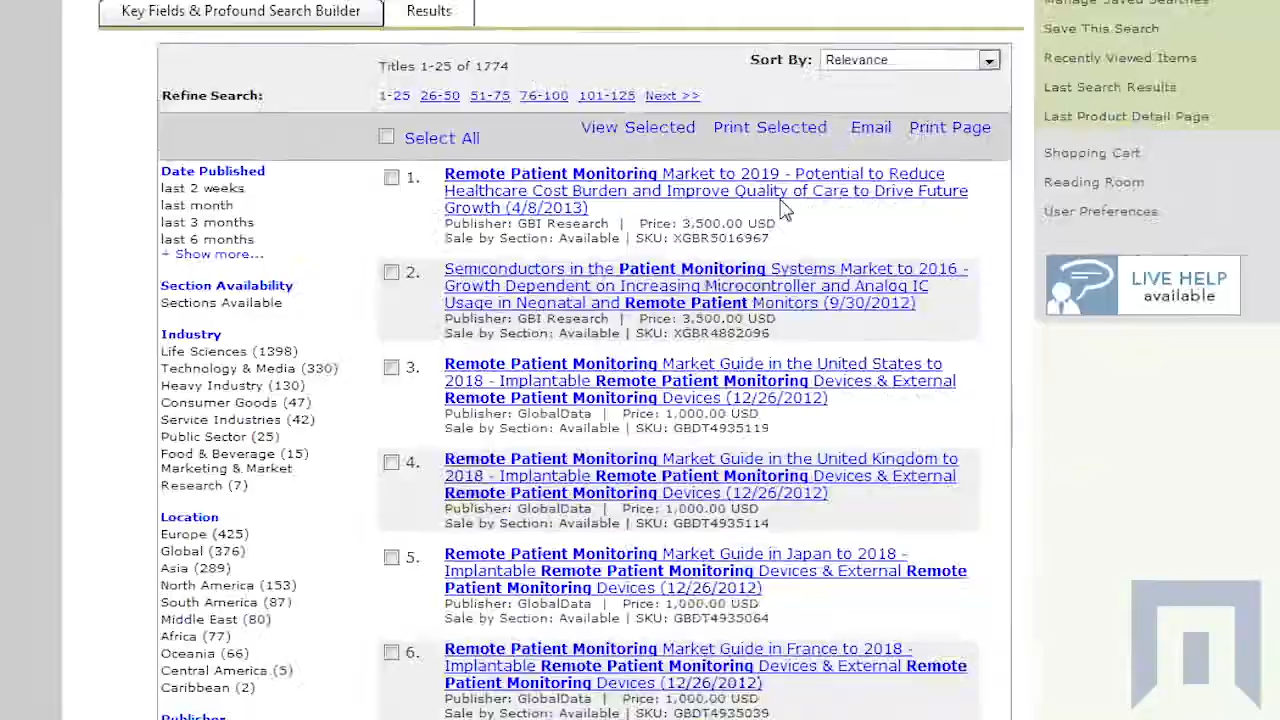 Key Fields & Profound Search Builder
Results
Manage Saved Searches
Save This Search
Recently Viewed Items
Last Search Results
Last Product Detail Page
Shopping Cart
Reading Room
User Preferences
LIVE HELP
available
Titles 1-25 of 1774
Sort By:
Relevance
Refine Search:
1-25 26-50 51-75 76-100 101-125 Next >>
Select All
View Selected Print Selected Email Print Page
Date Published
last 2 weeks
last month
last 3 months
last 6 months
+ Show more...
Section Availability
Sections Available
Industry
Life Sciences (1398)
Technology & Media (330)
Heavy Industry (130)
Consumer Goods (47)
Service Industries (42)
Public Sector (25)
Food & Beverage (15)
Marketing & Market
Research (7)
Location
Europe (425)
Global (376)
Asia (289)
North America (153)
South America (87)
Middle East (80)
Africa (77)
Oceania (66)
Central America (5)
Caribbean (2)
Publisher
1. Remote Patient Monitoring Market to 2019 - Potential to Reduce
Healthcare Cost Burden and Improve Quality of Care to Drive Future
Growth (4/8/2013)
Publisher: GBI Research | Price: 3,500.00 USD
Sale by Section: Available | SKU: XGBR5016967
2. Semiconductors in the Patient Monitoring Systems Market to 2016 -
Growth Dependent on Increasing Microcontroller and Analog IC
Usage in Neonatal and Remote Patient Monitors (9/30/2012)
Publisher: GBI Research | Price: 3,500.00 USD
Sale by Section: Available | SKU: XGBR4882096
3. Remote Patient Monitoring Market Guide in the United States to
2018 - Implantable Remote Patient Monitoring Devices & External
Remote Patient Monitoring Devices (12/26/2012)
Publisher: GlobalData | Price: 1,000.00 USD
Sale by Section: Available | SKU: GBDT4935119
4. Remote Patient Monitoring Market Guide in the United Kingdom to
2018 - Implantable Remote Patient Monitoring Devices & External
Remote Patient Monitoring Devices (12/26/2012)
Publisher: GlobalData | Price: 1,000.00 USD
Sale by Section: Available | SKU: GBDT4935114
5. Remote Patient Monitoring Market Guide in Japan to 2018 -
Implantable Remote Patient Monitoring Devices & External Remote
Patient Monitoring Devices (12/26/2012)
Publisher: GlobalData | Price: 1,000.00 USD
Sale by Section: Available | SKU: GBDT4935064
6. Remote Patient Monitoring Market Guide in France to 2018 -
Implantable Remote Patient Monitoring Devices & External Remote
Patient Monitoring Devices (12/26/2012)
Publisher: GlobalData | Price: 1,000.00 USD
Sale by Section: Available | SKU: GBDT4935039